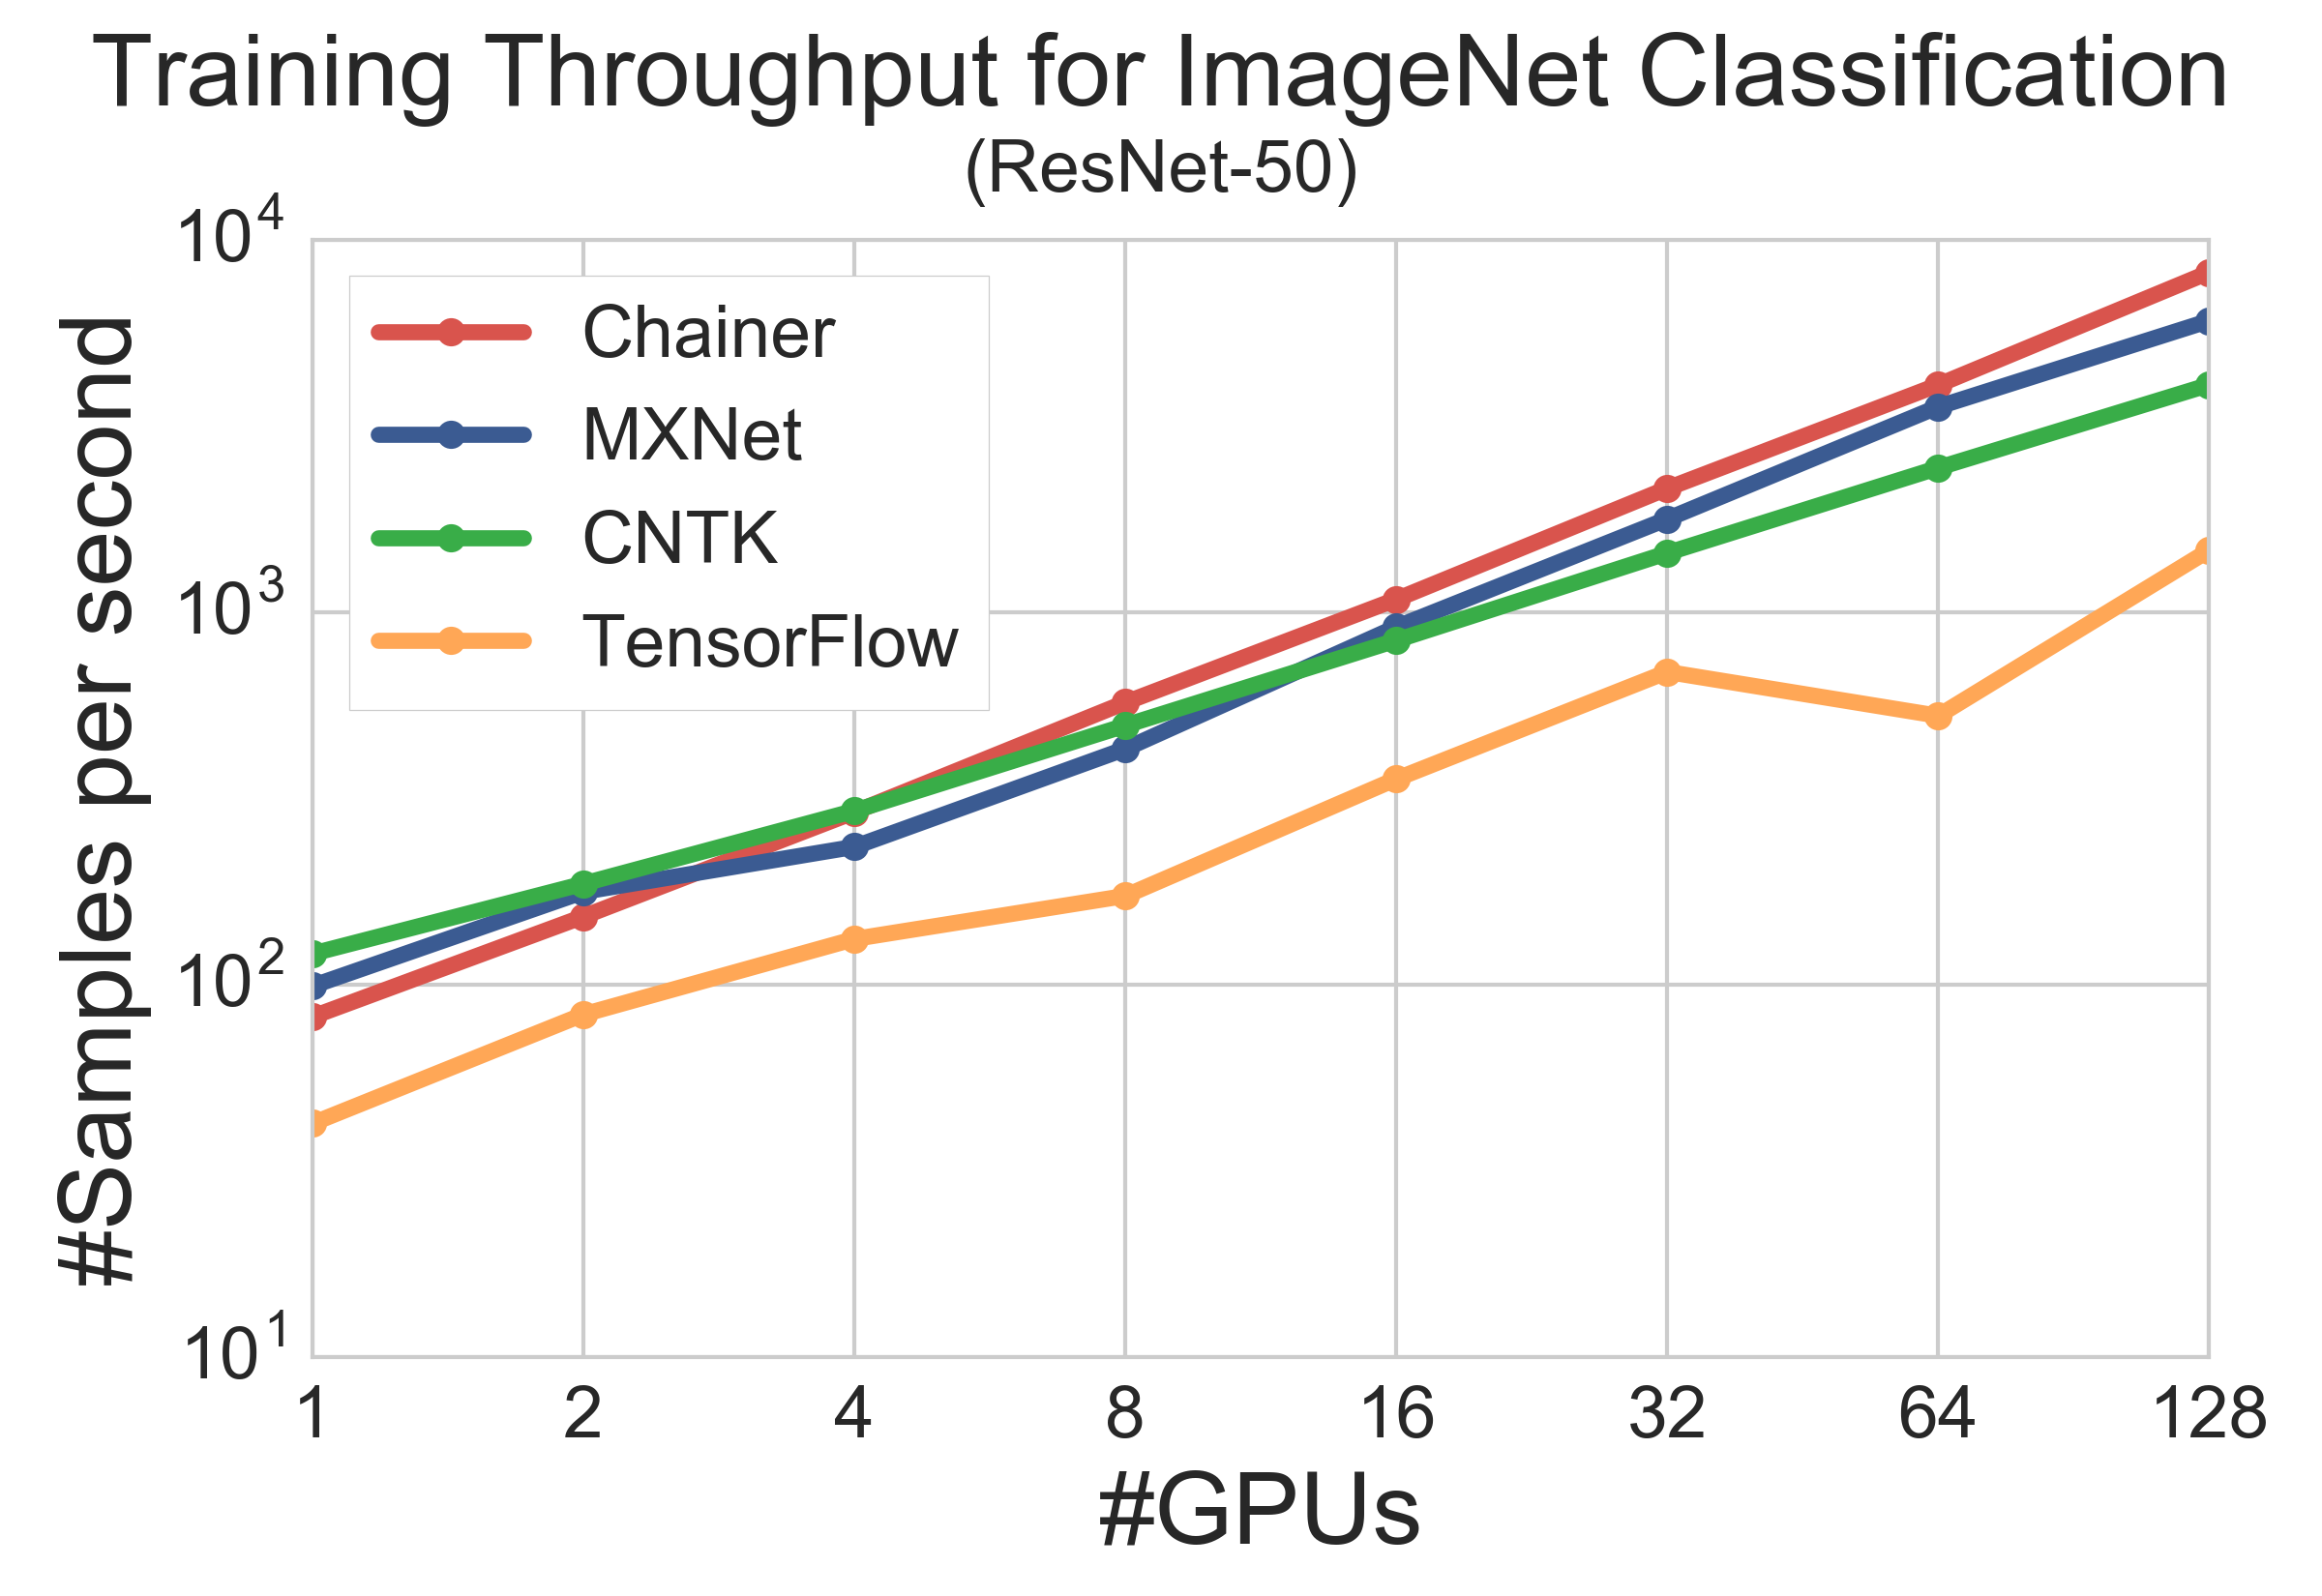 Training Throughput for ImageNet Classification
(ResNet-50)
#Samples per second
10^4
10^3
10^2
10^1
Chainer
MXNet
CNTK
TensorFlow
1 2 4 8 16 32 64 128
#GPUs